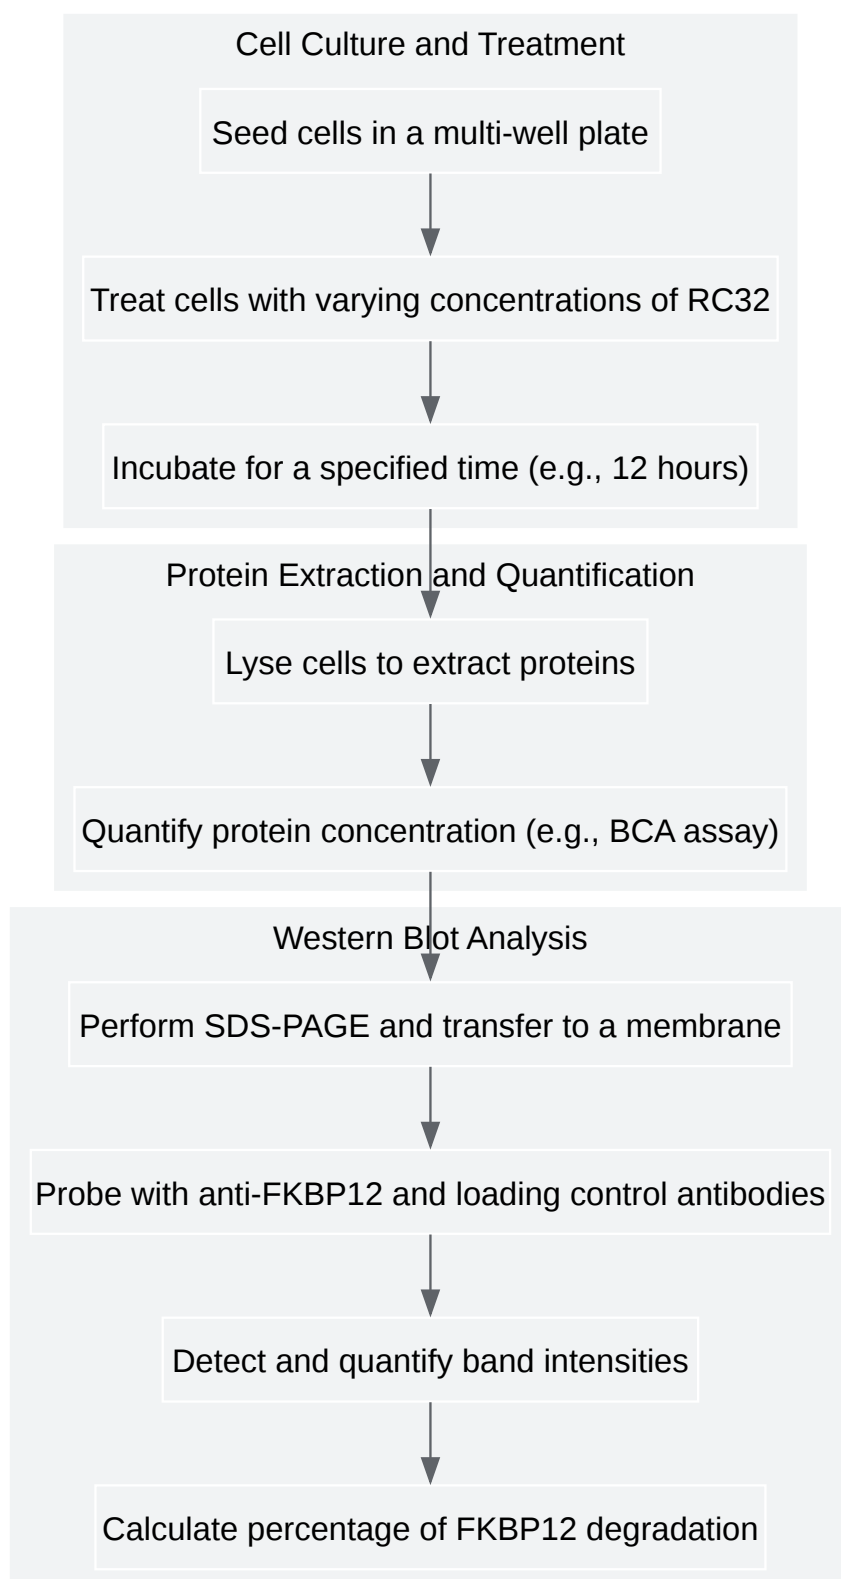 Cell Culture and Treatment
Seed cells in a multi-well plate
Treat cells with varying concentrations of RC32
Incubate for a specified time (e.g., 12 hours)
Protein Extraction and Quantification
Lyse cells to extract proteins
Quantify protein concentration (e.g., BCA assay)
Western Blot Analysis
Perform SDS-PAGE and transfer to a membrane
Probe with anti-FKBP12 and loading control antibodies
Detect and quantify band intensities
Calculate percentage of FKBP12 degradation